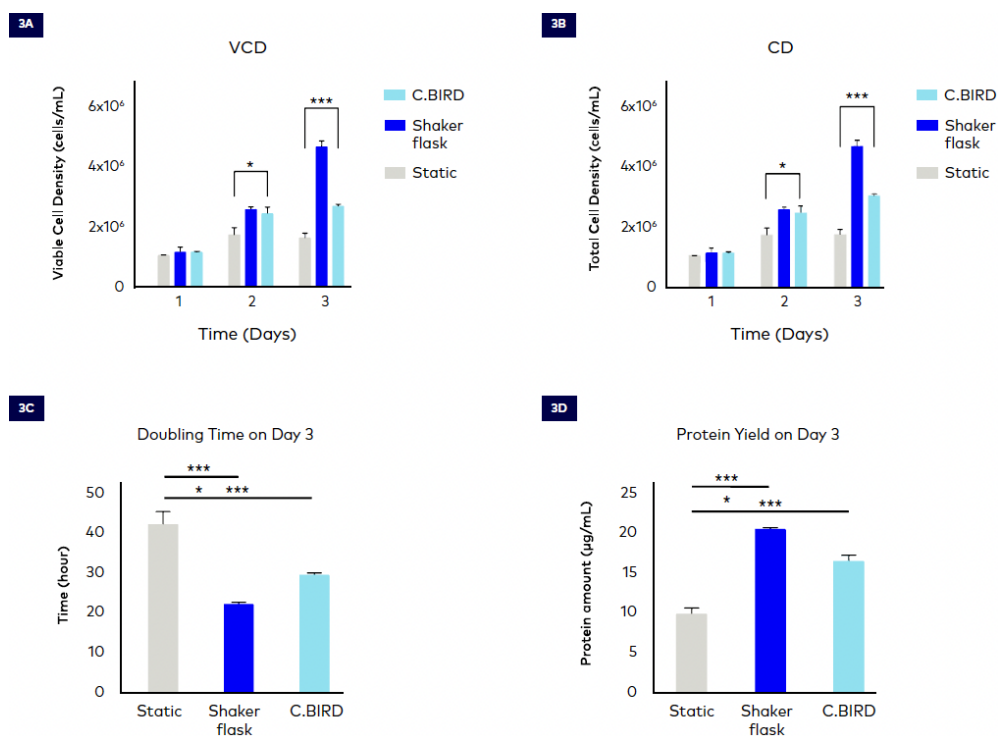 3A
VCD
Viable Cell Density (cells/mL)
6x10⁶
4x10⁶
2x10⁶
0
*
***
1 2 3
Time (Days)
C.BIRD
Shaker
flask
Static
3B
CD
Total Cell Density (cells/mL)
6x10⁶
4x10⁶
2x10⁶
0
*
***
1 2 3
Time (Days)
C.BIRD
Shaker
flask
Static
3C
Doubling Time on Day 3
Time (hour)
50
40
30
20
10
0
***
* ***
Static Shaker C.BIRD
flask
3D
Protein Yield on Day 3
Protein amount (µg/mL)
25
20
15
10
5
0
***
* ***
Static Shaker C.BIRD
flask